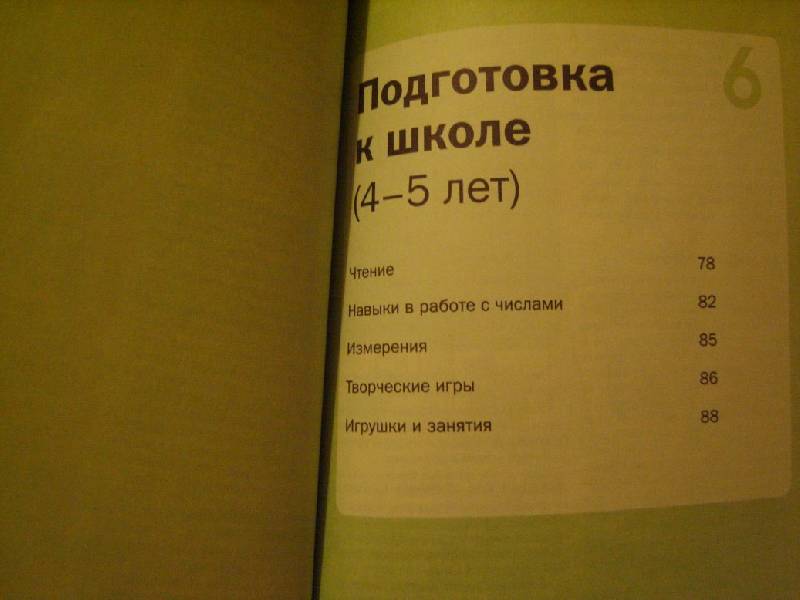 6
Подготовка
к школе
(4–5 лет)
Чтение 78
Навыки в работе с числами 82
Измерения 85
Творческие игры 86
Игрушки и занятия 88